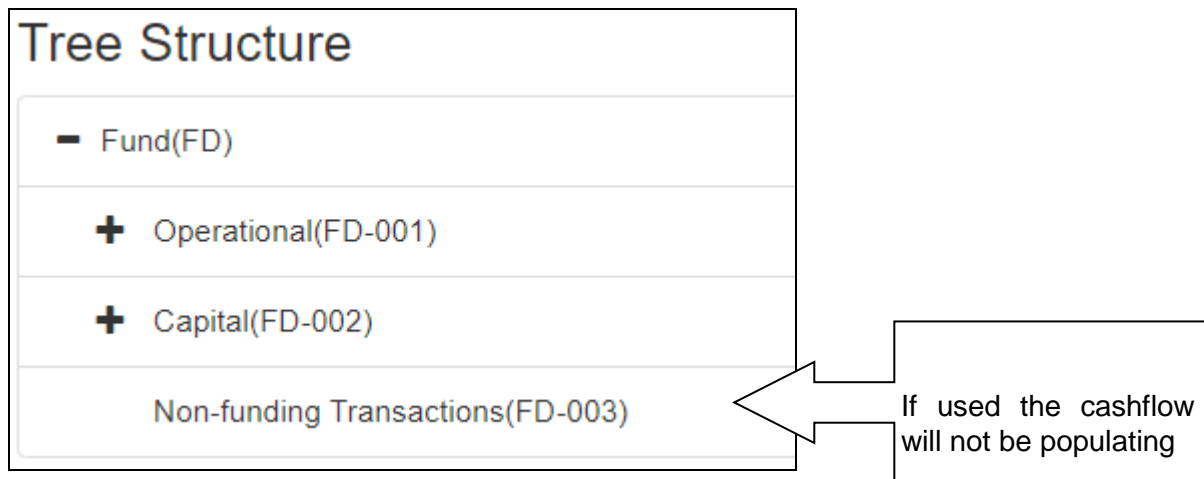 Tree Structure
Fund(FD)
Operational(FD-001)
Capital(FD-002)
Non-funding Transactions(FD-003)
If used the cashflow
will not be populating